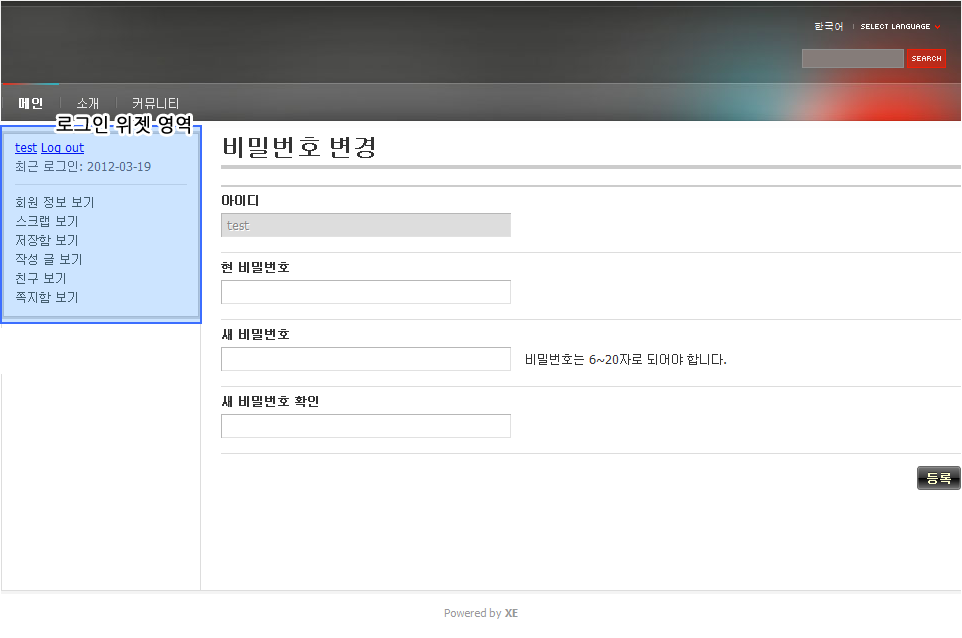 한국어 SELECT LANGUAGE
SEARCH
메인 소개 커뮤니티
로그인 위젯 영역
test Log out
최근 로그인: 2012-03-19
회원 정보 보기
스크랩 보기
저장함 보기
작성 글 보기
친구 보기
쪽지함 보기
비밀번호 변경
아이디
test
현 비밀번호
새 비밀번호
비밀번호는 6~20자로 되어야 합니다.
새 비밀번호 확인
등록
Powered by XE